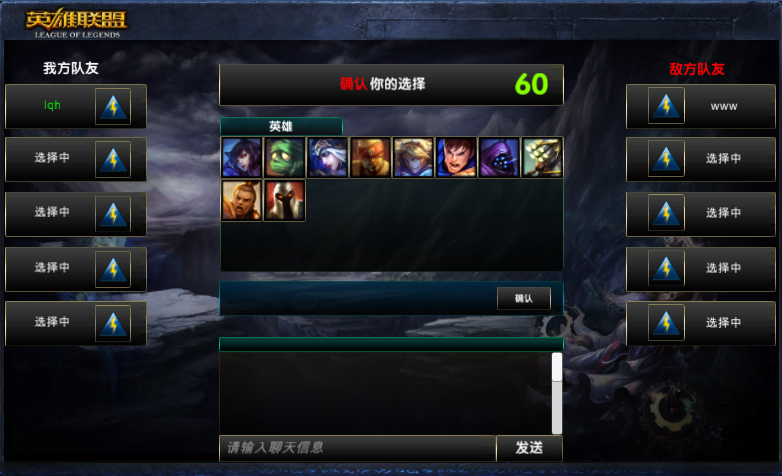 英雄联盟
LEAGUE OF LEGENDS
我方队友
敌方队友
确认你的选择
60
lqh
www
英雄
选择中
选择中
选择中
选择中
选择中
选择中
选择中
选择中
确认
请输入聊天信息
发送